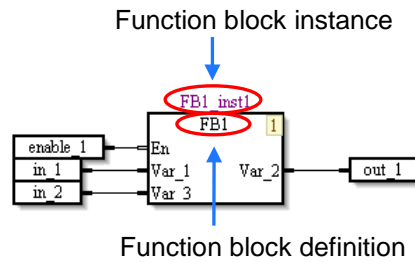 Function block instance
FB1_inst1
FB1 1
enable_1
En
in_1 Var_1 Var_2 out_1
in_2 Var_3
Function block definition